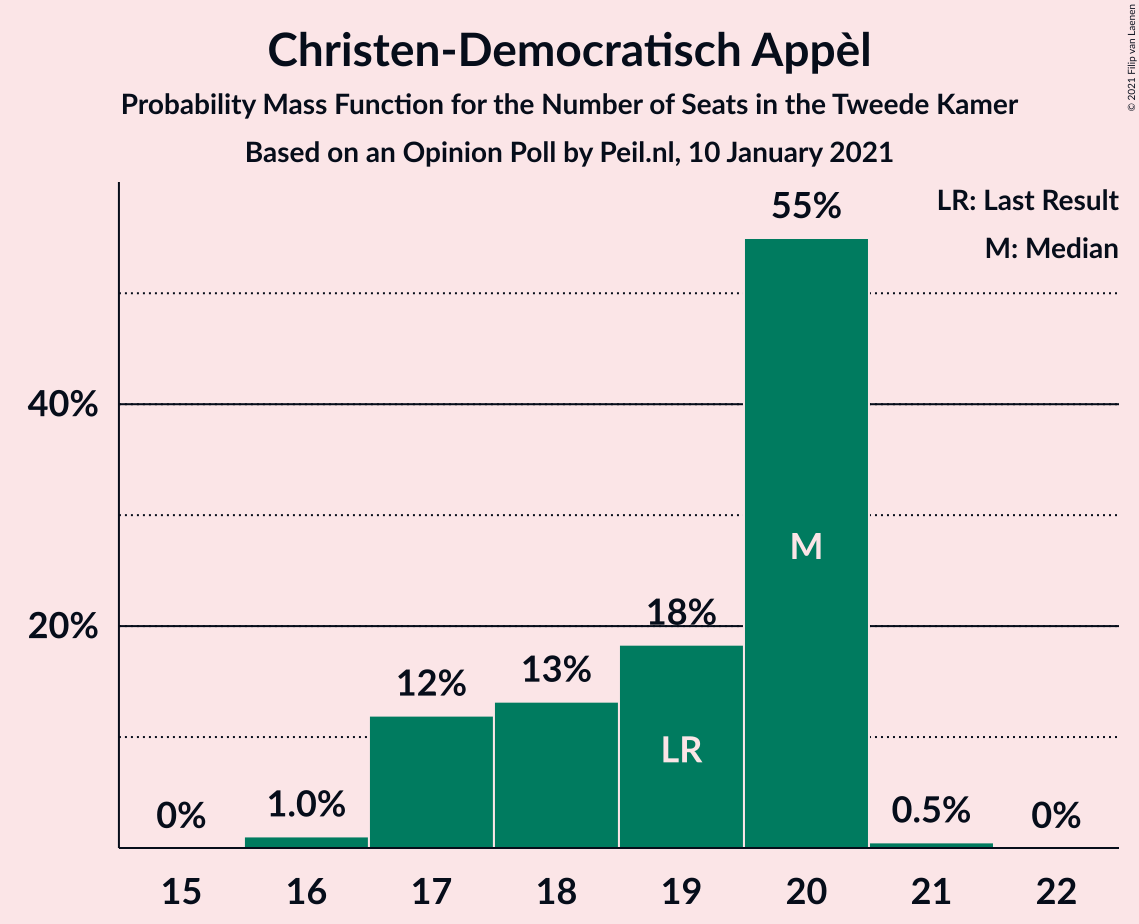 Christen-Democratisch Appèl
Probability Mass Function for the Number of Seats in the Tweede Kamer
Based on an Opinion Poll by Peil.nl, 10 January 2021
© 2021 Filip van Laenen
LR: Last Result
M: Median
55%
40%
M
20%
18%
13%
12%
LR
0%
1.0%
0.5%
0%
15 16 17 18 19 20 21 22